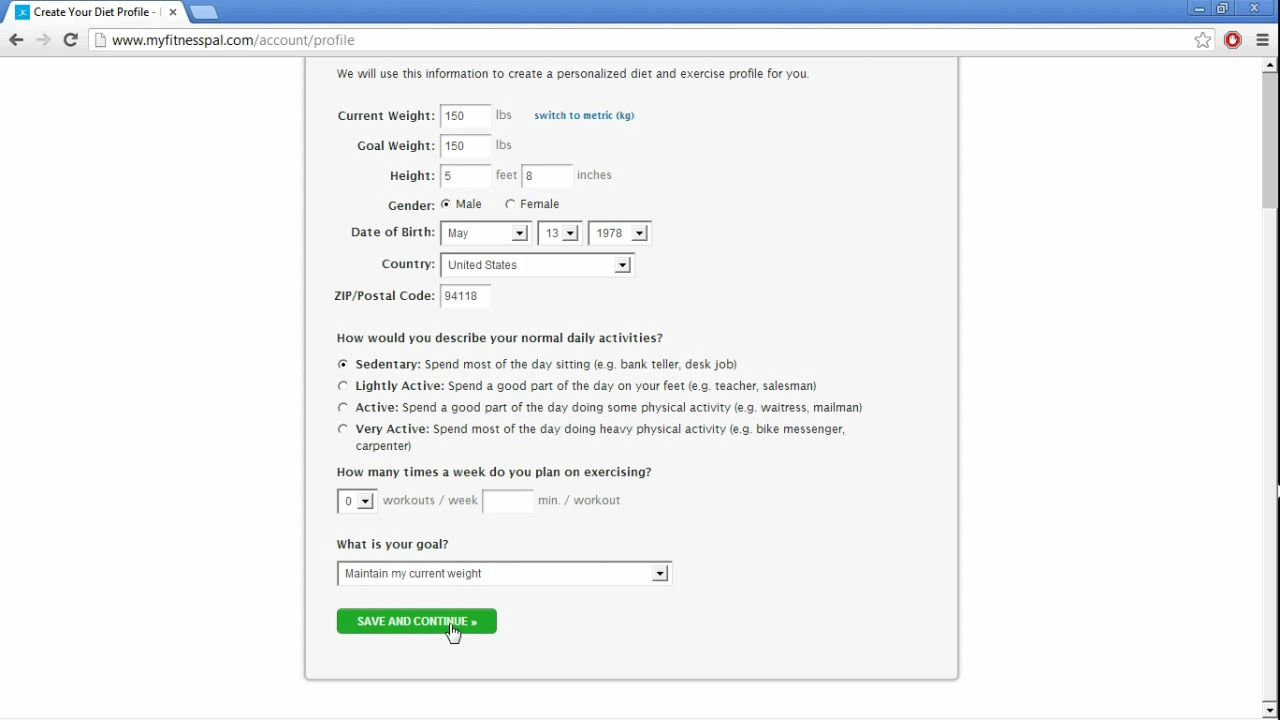 Create Your Diet Profile -
www.myfitnesspal.com/account/profile
We will use this information to create a personalized diet and exercise profile for you.
Current Weight: 150 lbs switch to metric (kg)
Goal Weight: 150 lbs
Height: 5 feet 8 inches
Gender: Male Female
Date of Birth: May 13 1978
Country: United States
ZIP/Postal Code: 94118
How would you describe your normal daily activities?
Sedentary: Spend most of the day sitting (e.g. bank teller, desk job)
Lightly Active: Spend a good part of the day on your feet (e.g. teacher, salesman)
Active: Spend a good part of the day doing some physical activity (e.g. waitress, mailman)
Very Active: Spend most of the day doing heavy physical activity (e.g. bike messenger,
carpenter)
How many times a week do you plan on exercising?
0 workouts / week min. / workout
What is your goal?
Maintain my current weight
SAVE AND CONTINUE »